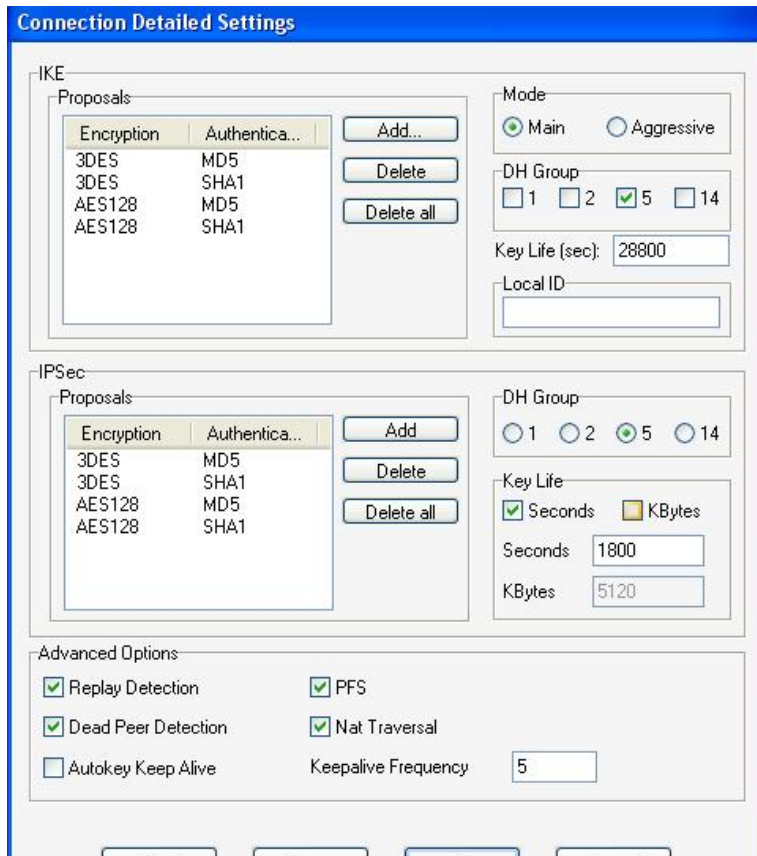 Connection Detailed Settings
IKE
Proposals
Encryption Authentica...
3DES MD5
3DES SHA1
AES128 MD5
AES128 SHA1
Add...
Delete
Delete all
Mode
Main Aggressive
DH Group
1 2 5 14
Key Life (sec): 28800
Local ID
IPSec
Proposals
Encryption Authentica...
3DES MD5
3DES SHA1
AES128 MD5
AES128 SHA1
Add
Delete
Delete all
DH Group
1 2 5 14
Key Life
Seconds KBytes
Seconds 1800
KBytes 5120
Advanced Options
Replay Detection PFS
Dead Peer Detection Nat Traversal
Autokey Keep Alive Keepalive Frequency 5